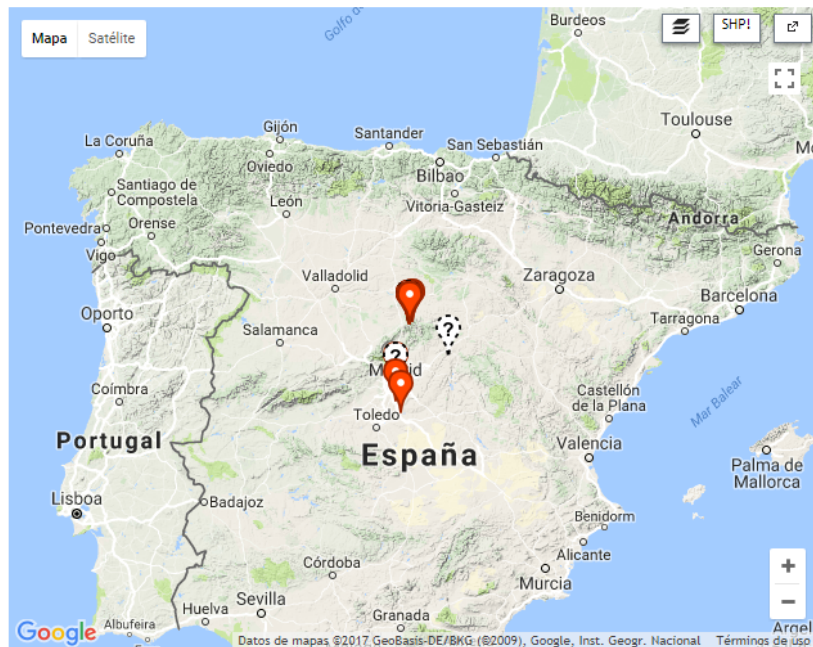 Mapa
Satélite
Golfo de
SHP!
Burdeos
Toulouse
La Coruña
Gijón
Santander
San Sebastián
Oviedo
Bilbao
Santiago de
Compostela
León
Vitoria-Gasteiz
Andorra
Pontevedra
Orense
Vigo
Gerona
Valladolid
Zaragoza
Barcelona
Oporto
Salamanca
?
Tarragona
?
Madrid
Coímbra
Castellón
de la Plana
Mar Balear
Toledo
Portugal
España
Valencia
Palma de
Mallorca
Lisboa
Badajoz
Benidorm
Córdoba
Alicante
Murcia
+
Sevilla
Huelva
−
Granada
Albufeira
Google
Argel
Datos de mapas ©2017 GeoBasis-DE/BKG (©2009), Google, Inst. Geogr. Nacional
Términos de uso